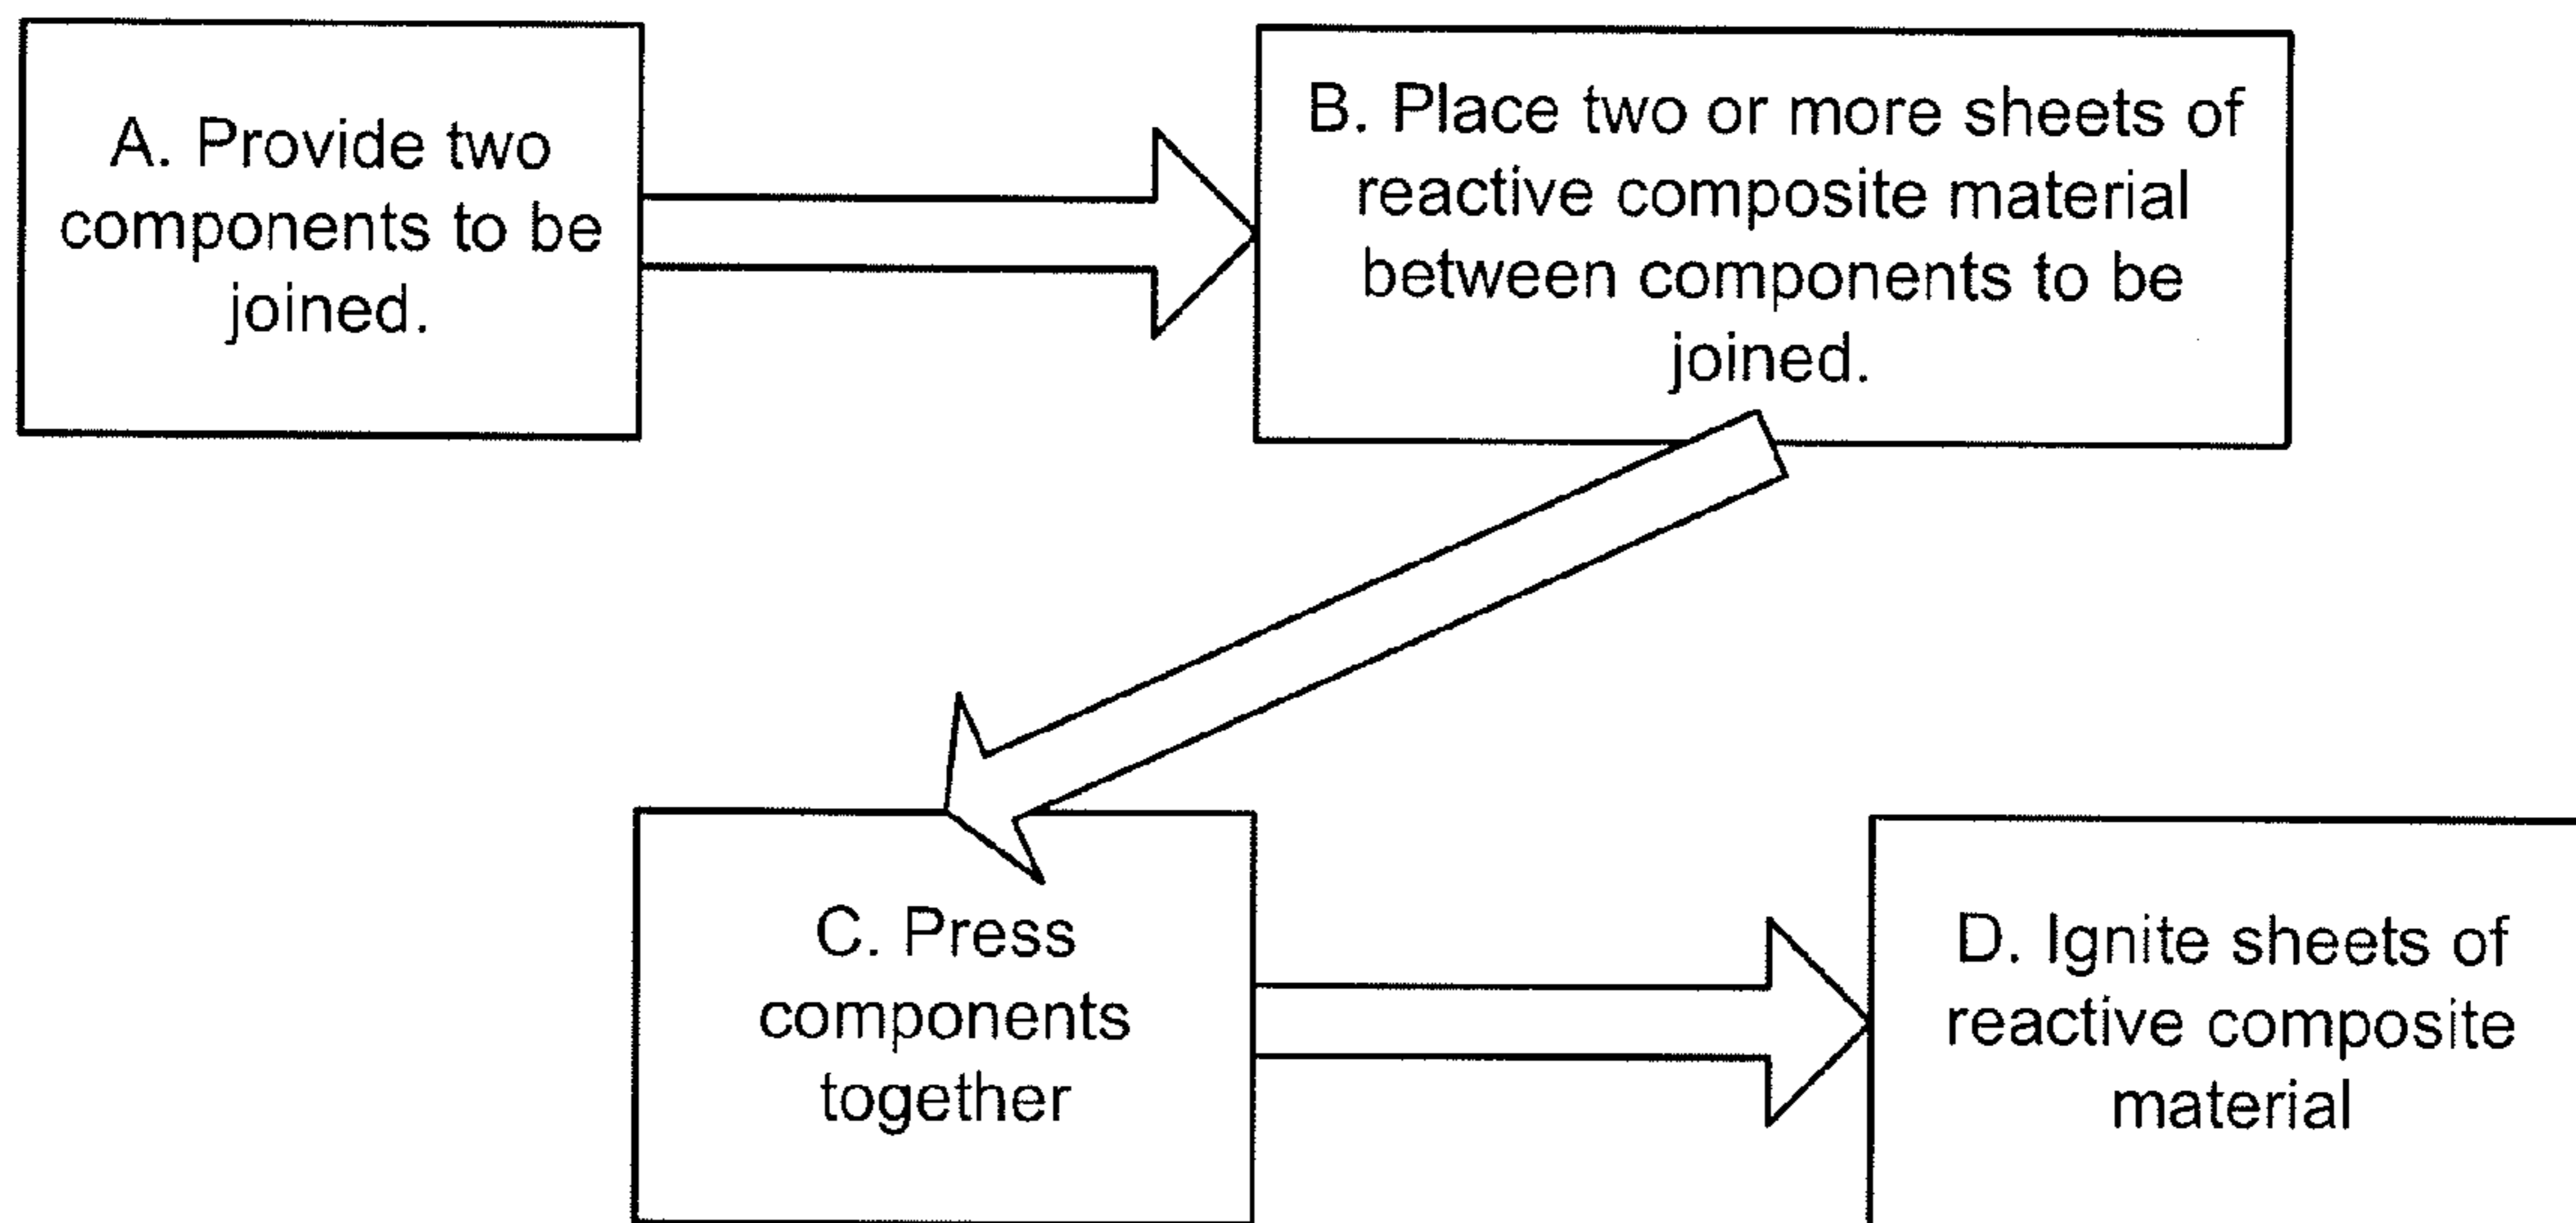 A. Provide two
components to be
joined.
B. Place two or more sheets of
reactive composite material
between components to be
joined.
C. Press
components
together
D. Ignite sheets of
reactive composite
material